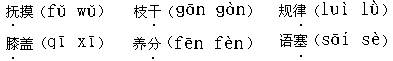 抚摸（fǔ wǔ） 枝干（gān gàn） 规律（luì lǜ）
膝盖（qī xī） 养分（fēn fèn） 语塞（sāi sè）